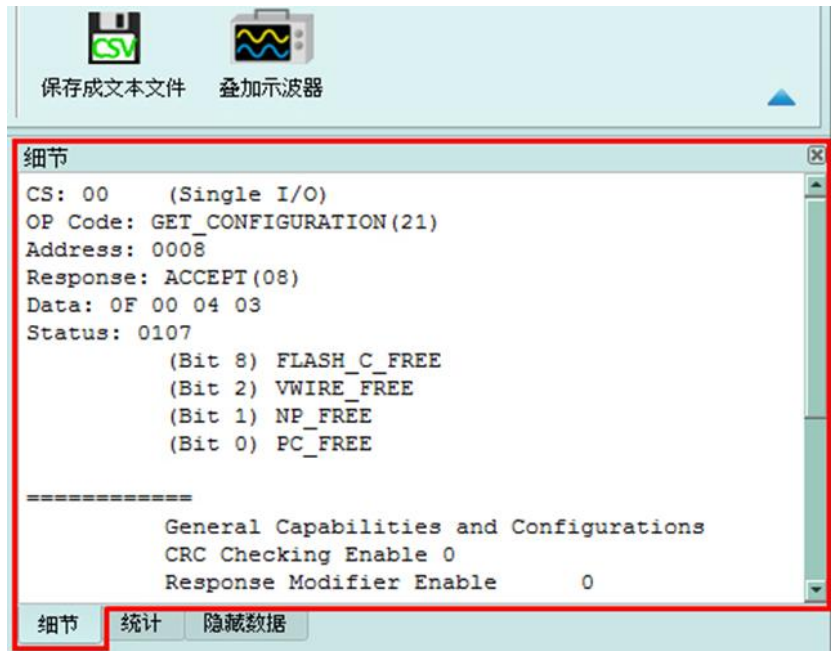 CSV
保存成文本文件 叠加示波器
细节
CS: 00 (Single I/O)
OP Code: GET_CONFIGURATION(21)
Address: 0008
Response: ACCEPT(08)
Data: 0F 00 04 03
Status: 0107
(Bit 8) FLASH_C_FREE
(Bit 2) VWIRE_FREE
(Bit 1) NP_FREE
(Bit 0) PC_FREE
============
General Capabilities and Configurations
CRC Checking Enable 0
Response Modifier Enable 0
细节 统计 隐藏数据